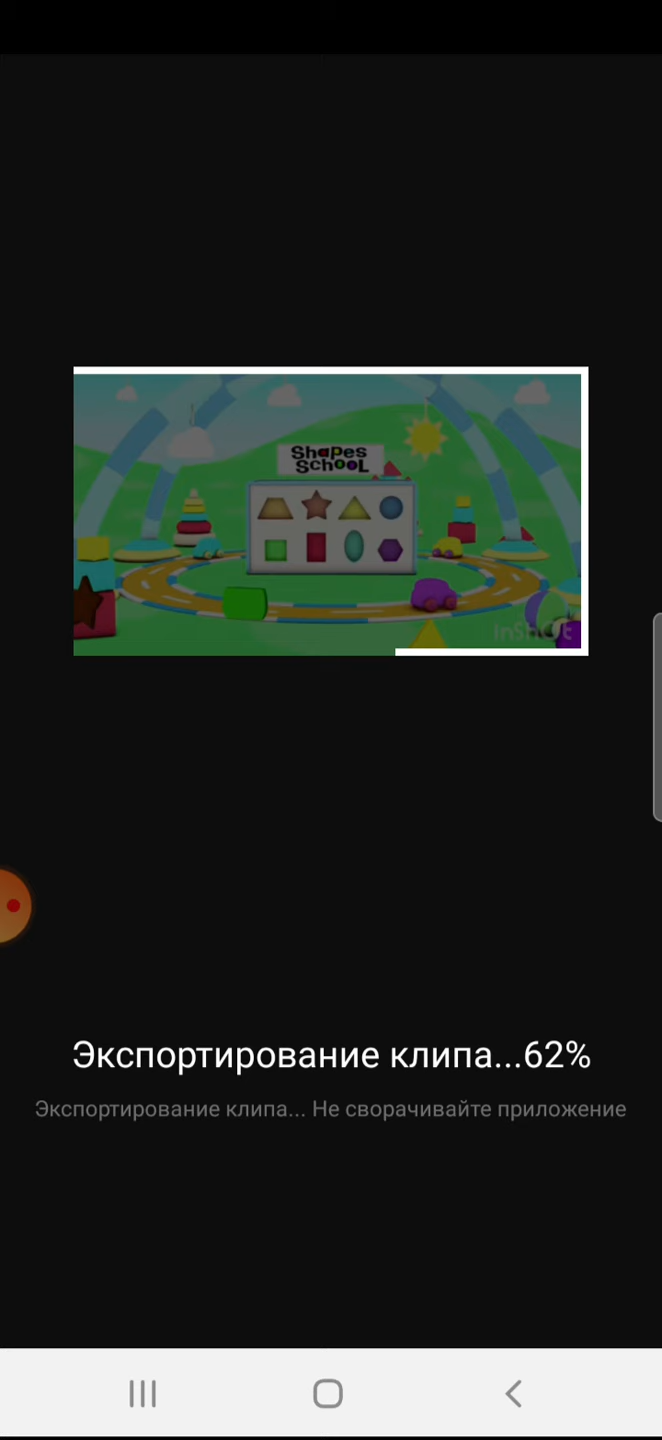 Shapes
School
InShOt
Экспортирование клипа...62%
Экспортирование клипа... Не сворачивайте приложение